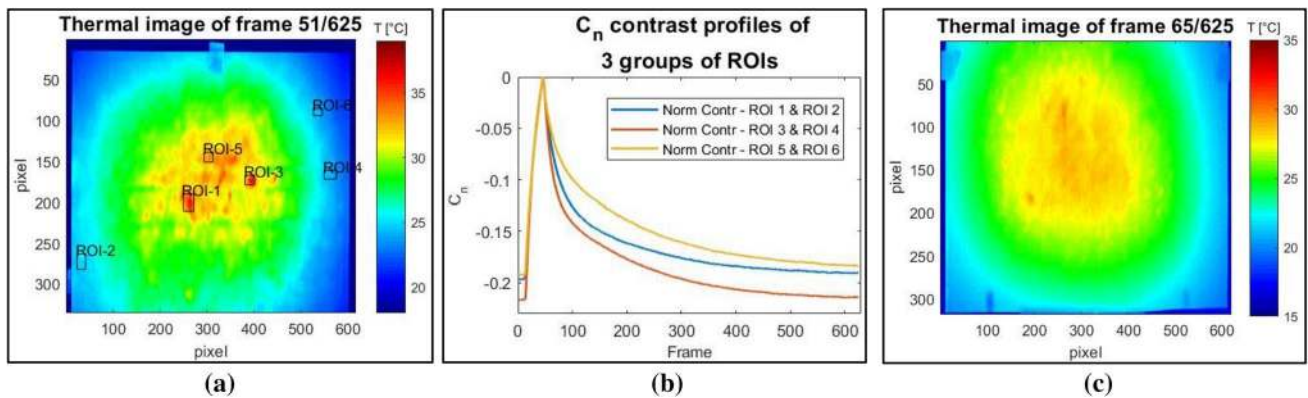 Thermal image of frame 51/625
T [°C]
50
100
150
200
250
300
pixel
100
200
300
400
500
600
pixel
ROI-6
ROI-5
ROI-4
ROI-3
ROI-1
ROI-2
35
30
25
20
(a)
Cn contrast profiles of
3 groups of ROIs
0
-0.05
-0.1
-0.15
-0.2
Cn
0
100
200
300
400
500
600
Frame
Norm Contr - ROI 1 & ROI 2
Norm Contr - ROI 3 & ROI 4
Norm Contr - ROI 5 & ROI 6
(b)
Thermal image of frame 65/625
T [°C]
50
100
150
200
250
300
pixel
100
200
300
400
500
600
pixel
35
30
25
20
15
(c)